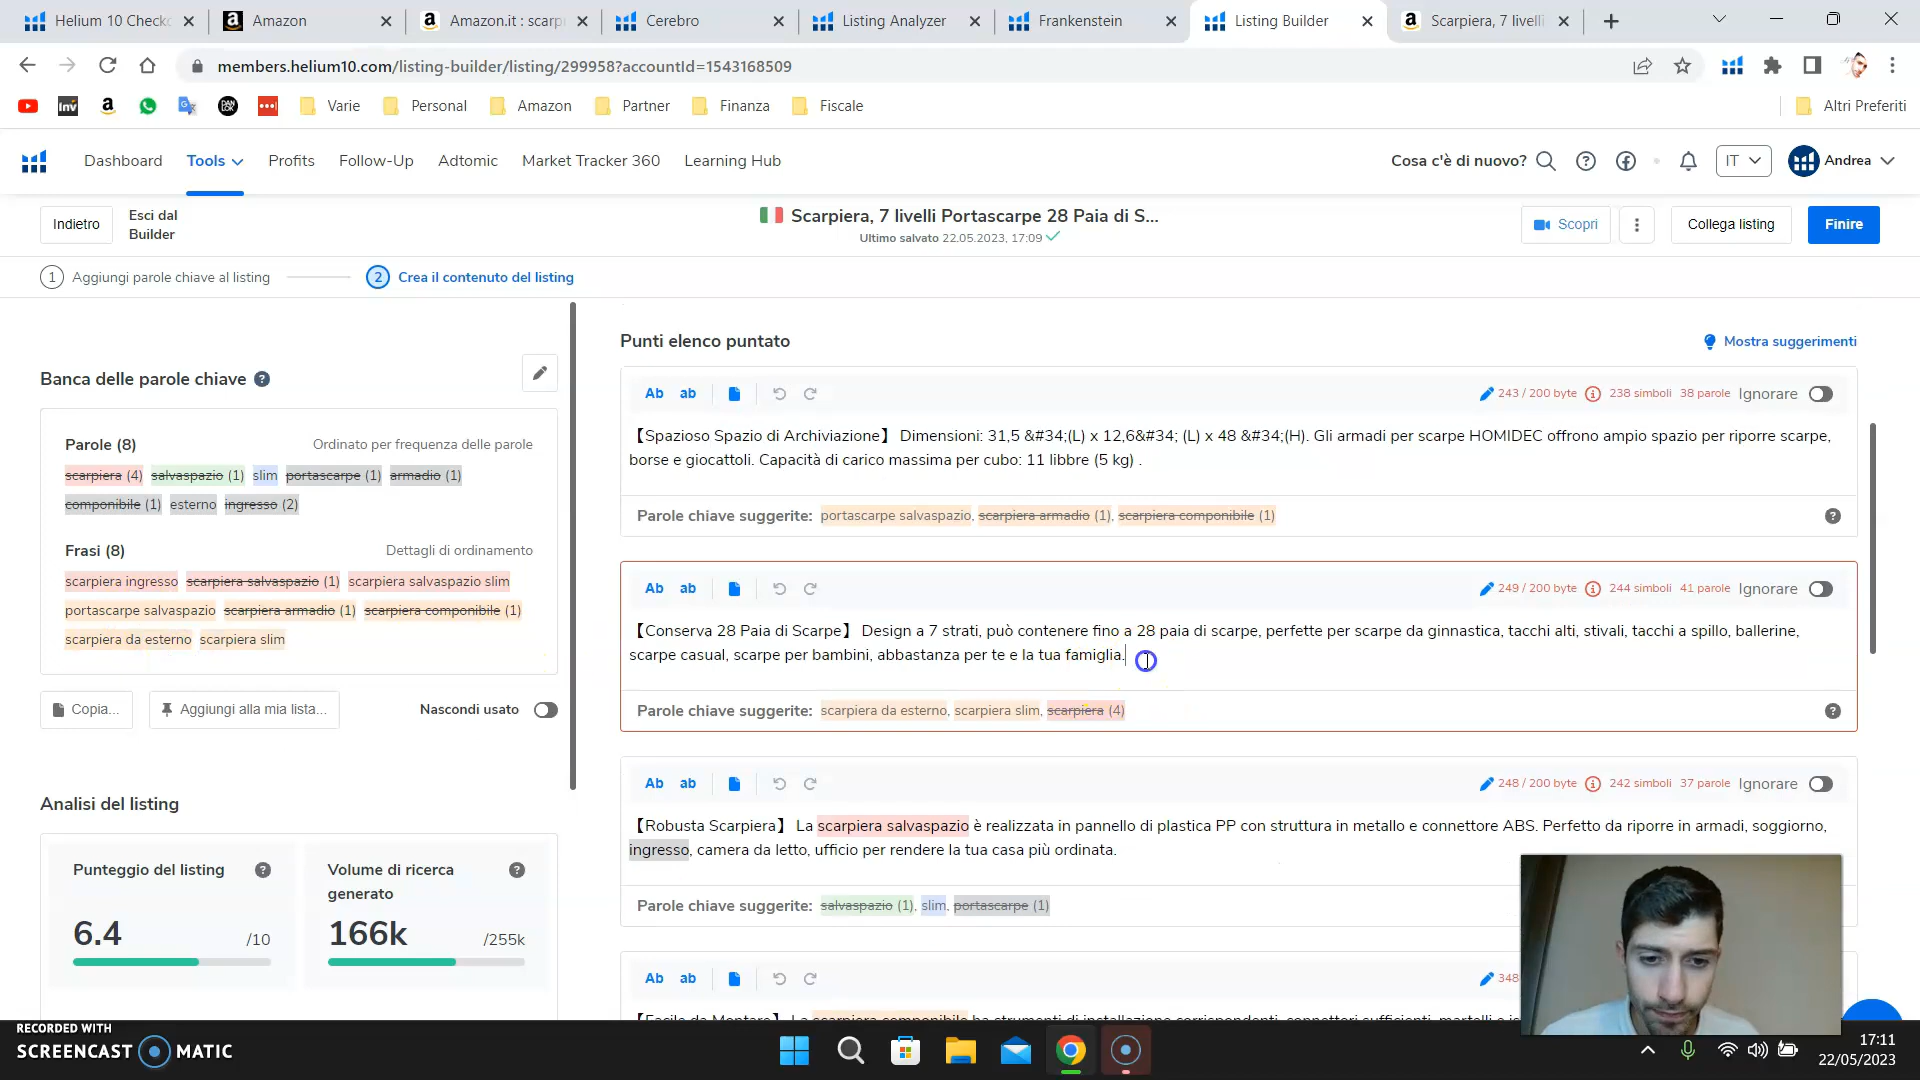 Helium 10 Check
Amazon
Amazon.it : scarp
Cerebro
Listing Analyzer
Frankenstein
Listing Builder
Scarpiera, 7 livelli
members.helium10.com/listing-builder/listing/299958?accountId=1543168509
Inv
Varie
Personal
Amazon
Partner
Finanza
Fiscale
Altri Preferiti
Dashboard
Tools
Profits
Follow-Up
Adtomic
Market Tracker 360
Learning Hub
Cosa c'è di nuovo?
IT
Andrea
Indietro
Esci dal
Builder
Scarpiera, 7 livelli Portascarpe 28 Paia di S...
Ultimo salvato 22.05.2023, 17:09
Scopri
Collega listing
Finire
1 Aggiungi parole chiave al listing
2 Crea il contenuto del listing
Banca delle parole chiave ?
Parole (8) Ordinato per frequenza delle parole
scarpiera (4) salvaspazio (1) slim portascarpe (1) armadio (1)
componibile (1) esterno ingresso (2)
Frasi (8) Dettagli di ordinamento
scarpiera ingresso scarpiera salvaspazio (1) scarpiera salvaspazio slim
portascarpe salvaspazio scarpiera armadio (1) scarpiera componibile (1)
scarpiera da esterno scarpiera slim
Copia...
Aggiungi alla mia lista...
Nascondi usato
Analisi del listing
Punteggio del listing ?
6.4 /10
Volume di ricerca ?
generato
166k /255k
Punti elenco puntato
Mostra suggerimenti
Ab ab 243 / 200 byte 238 simboli 38 parole Ignorare
【Spazioso Spazio di Archiviazione】 Dimensioni: 31,5 &#34;(L) x 12,6&#34; (L) x 48 &#34;(H). Gli armadi per scarpe HOMIDEC offrono ampio spazio per riporre scarpe,
borse e giocattoli. Capacità di carico massima per cubo: 11 libbre (5 kg) .
Parole chiave suggerite: portascarpe salvaspazio, scarpiera armadio (1), scarpiera componibile (1) ?
Ab ab 249 / 200 byte 244 simboli 41 parole Ignorare
【Conserva 28 Paia di Scarpe】 Design a 7 strati, può contenere fino a 28 paia di scarpe, perfette per scarpe da ginnastica, tacchi alti, stivali, tacchi a spillo, ballerine,
scarpe casual, scarpe per bambini, abbastanza per te e la tua famiglia.
Parole chiave suggerite: scarpiera da esterno, scarpiera slim, scarpiera (4) ?
Ab ab 248 / 200 byte 242 simboli 37 parole Ignorare
【Robusta Scarpiera】 La scarpiera salvaspazio è realizzata in pannello di plastica PP con struttura in metallo e connettore ABS. Perfetto da riporre in armadi, soggiorno,
ingresso, camera da letto, ufficio per rendere la tua casa più ordinata.
Parole chiave suggerite: salvaspazio (1), slim, portascarpe (1)
Ab ab 348
【Facile da Montare】 La scarpiera componibile ha strumenti di installazione corrispondenti, connettori sufficienti, martelli e
RECORDED WITH
SCREENCAST MATIC
17:11
22/05/2023